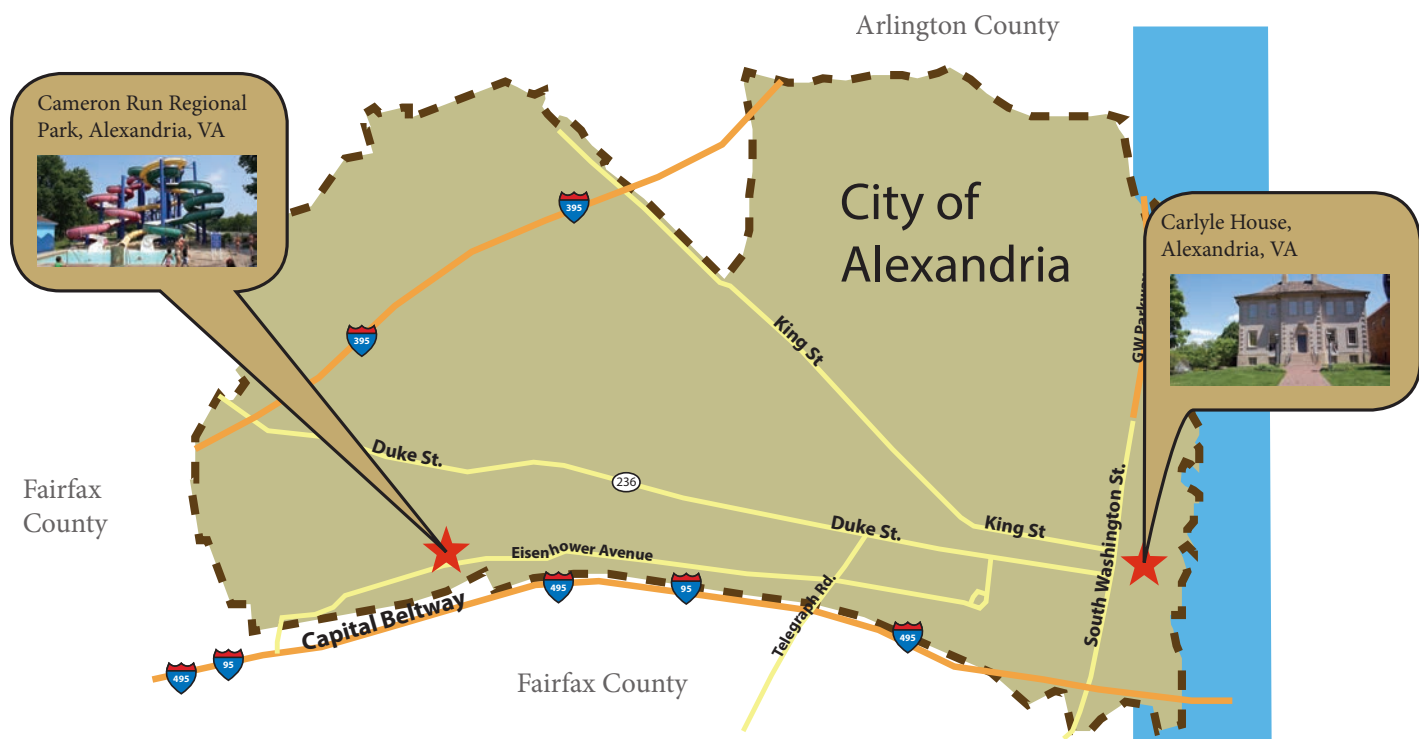 Arlington County
Cameron Run Regional
Park, Alexandria, VA
City of
Alexandria
Carlyle House,
Alexandria, VA
395
395
GW Parkway
King St
Duke St.
236
Fairfax
County
Duke St.
King St
South Washington St.
Eisenhower Avenue
495
95
Telegraph Rd.
Capital Beltway
495
495
95
Fairfax County